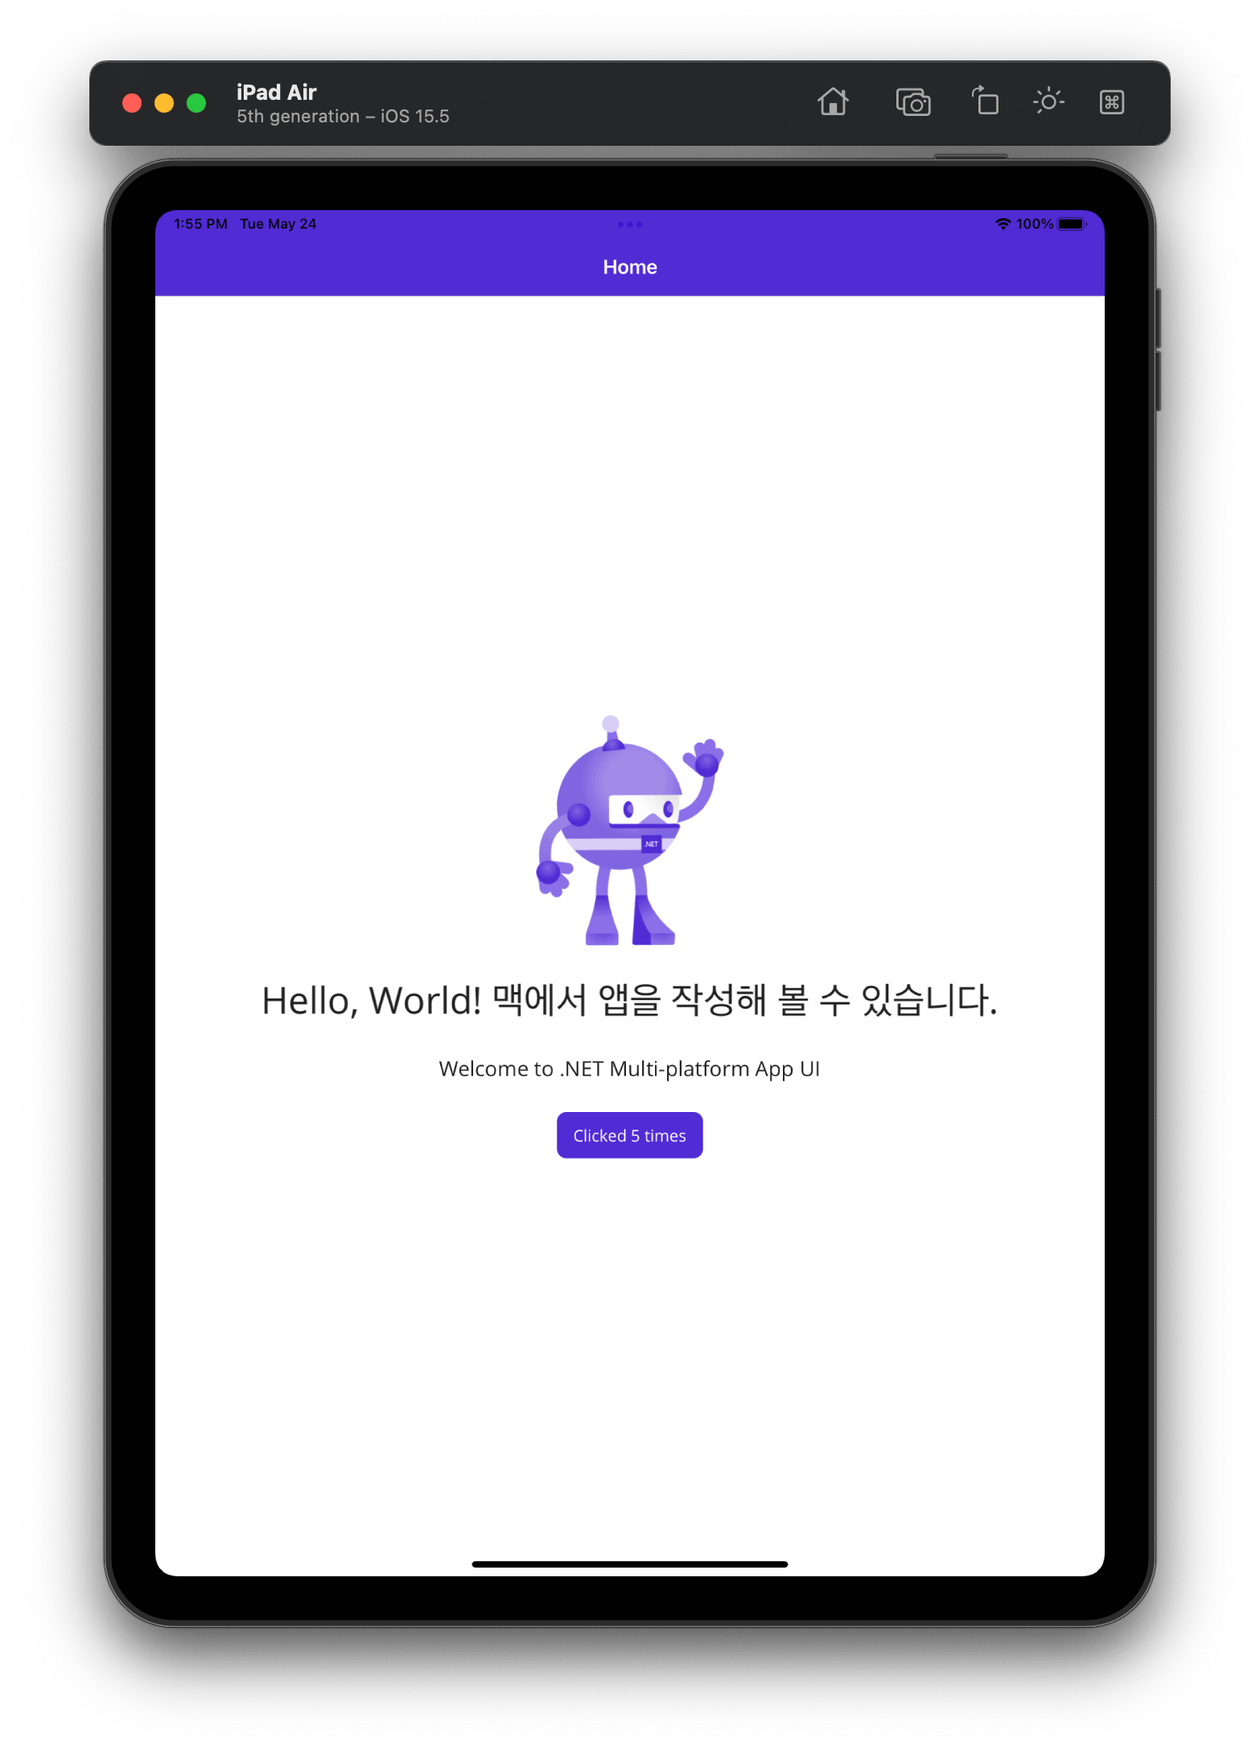 iPad Air
5th generation – iOS 15.5
1:55 PM Tue May 24
100%
Home
.NET
Hello, World! 맥에서 앱을 작성해 볼 수 있습니다.
Welcome to .NET Multi-platform App UI
Clicked 5 times